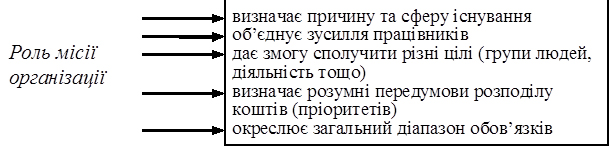 Роль місії
організації
визначає причину та сферу існування
об’єднує зусилля працівників
дає змогу сполучити різні цілі (групи людей,
діяльність тощо)
визначає розумні передумови розподілу
коштів (пріоритетів)
окреслює загальний діапазон обов’язків